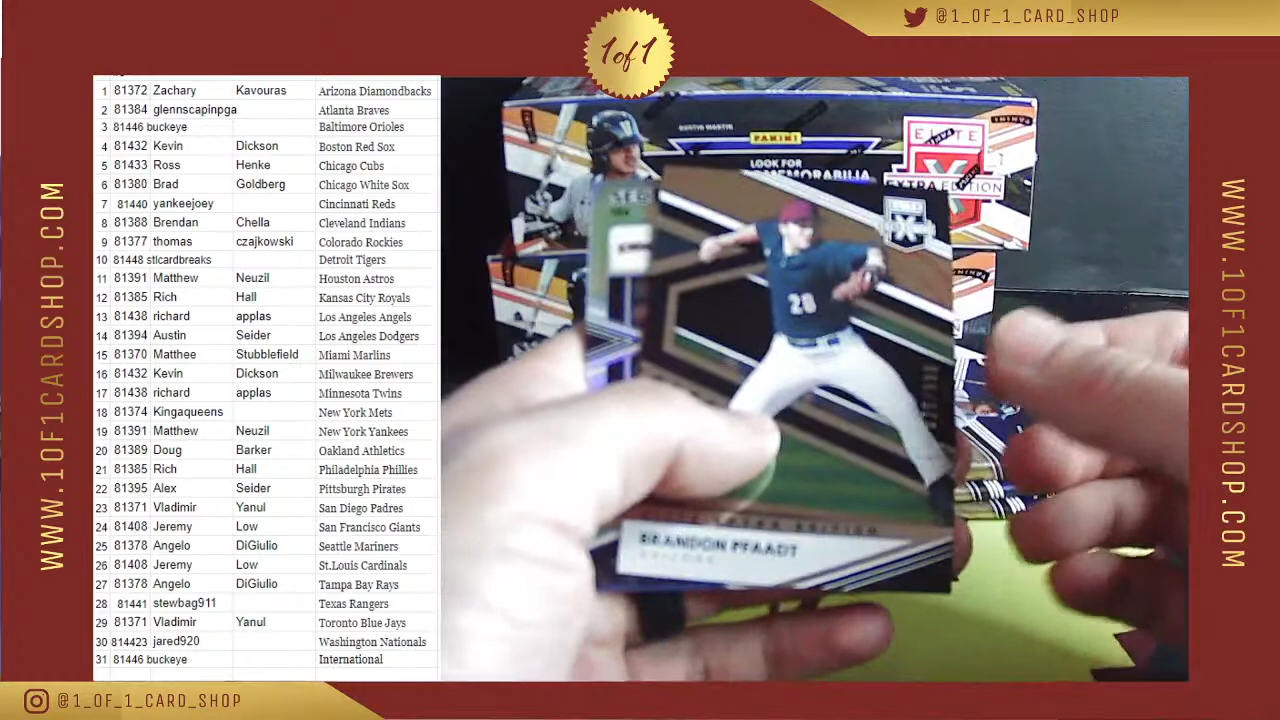 @1_OF_1_CARD_SHOP
1of1
WWW.1OF1CARDSHOP.COM
1 81372 Zachary Kavouras Arizona Diamondbacks
2 81384 glennscapinpga Atlanta Braves
3 81446 buckeye Baltimore Orioles
4 81432 Kevin Dickson Boston Red Sox
5 81433 Ross Henke Chicago Cubs
6 81380 Brad Goldberg Chicago White Sox
7 81440 yankeejoey Cincinnati Reds
8 81388 Brendan Chella Cleveland Indians
9 81377 thomas czajkowski Colorado Rockies
10 81448 stlcardbreaks Detroit Tigers
11 81391 Matthew Neuzil Houston Astros
12 81385 Rich Hall Kansas City Royals
13 81438 richard applas Los Angeles Angels
14 81394 Austin Seider Los Angeles Dodgers
15 81370 Matthee Stubblefield Miami Marlins
16 81432 Kevin Dickson Milwaukee Brewers
17 81438 richard applas Minnesota Twins
18 81374 Kingaqueens New York Mets
19 81391 Matthew Neuzil New York Yankees
20 81389 Doug Barker Oakland Athletics
21 81385 Rich Hall Philadelphia Phillies
22 81395 Alex Seider Pittsburgh Pirates
23 81371 Vladimir Yanul San Diego Padres
24 81408 Jeremy Low San Francisco Giants
25 81378 Angelo DiGiulio Seattle Mariners
26 81408 Jeremy Low St.Louis Cardinals
27 81378 Angelo DiGiulio Tampa Bay Rays
28 81441 stewbag911 Texas Rangers
29 81371 Vladimir Yanul Toronto Blue Jays
30 814423 jared920 Washington Nationals
31 81446 buckeye International
AUSTIN MARTIN
PANINI
LOOK FOR
MEMORABILIA
ELITE
X
EXTRA EDITION
PANINI
PANINI
28
BRANDON PFAADT
WWW.1OF1CARDSHOP.COM
@1_OF_1_CARD_SHOP